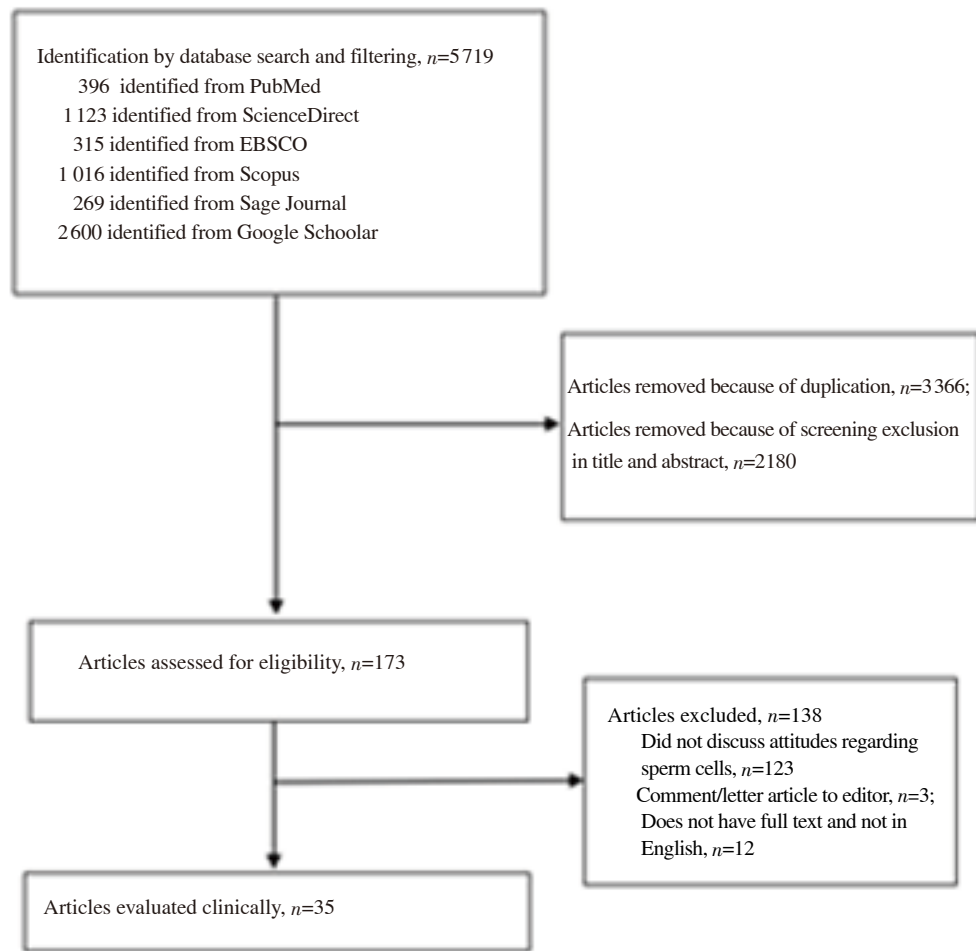 Identification by database search and filtering, n=5719
396 identified from PubMed
1 123 identified from ScienceDirect
315 identified from EBSCO
1 016 identified from Scopus
269 identified from Sage Journal
2 600 identified from Google Schoolar
Articles removed because of duplication, n=3 366;
Articles removed because of screening exclusion
in title and abstract, n=2180
Articles assessed for eligibility, n=173
Articles excluded, n=138
Did not discuss attitudes regarding
sperm cells, n=123
Comment/letter article to editor, n=3;
Does not have full text and not in
English, n=12
Articles evaluated clinically, n=35